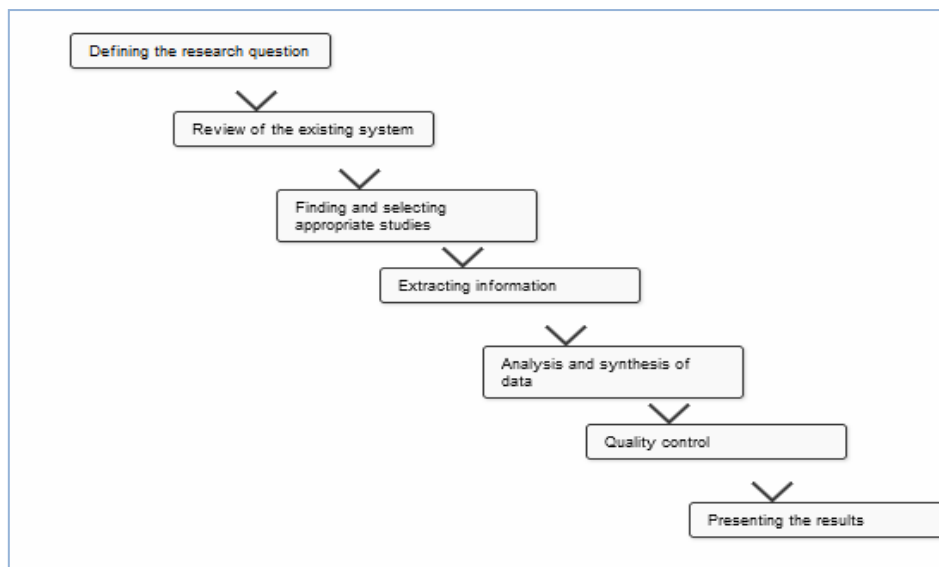 Defining the research question
Review of the existing system
Finding and selecting
appropriate studies
Extracting information
Analysis and synthesis of
data
Quality control
Presenting the results